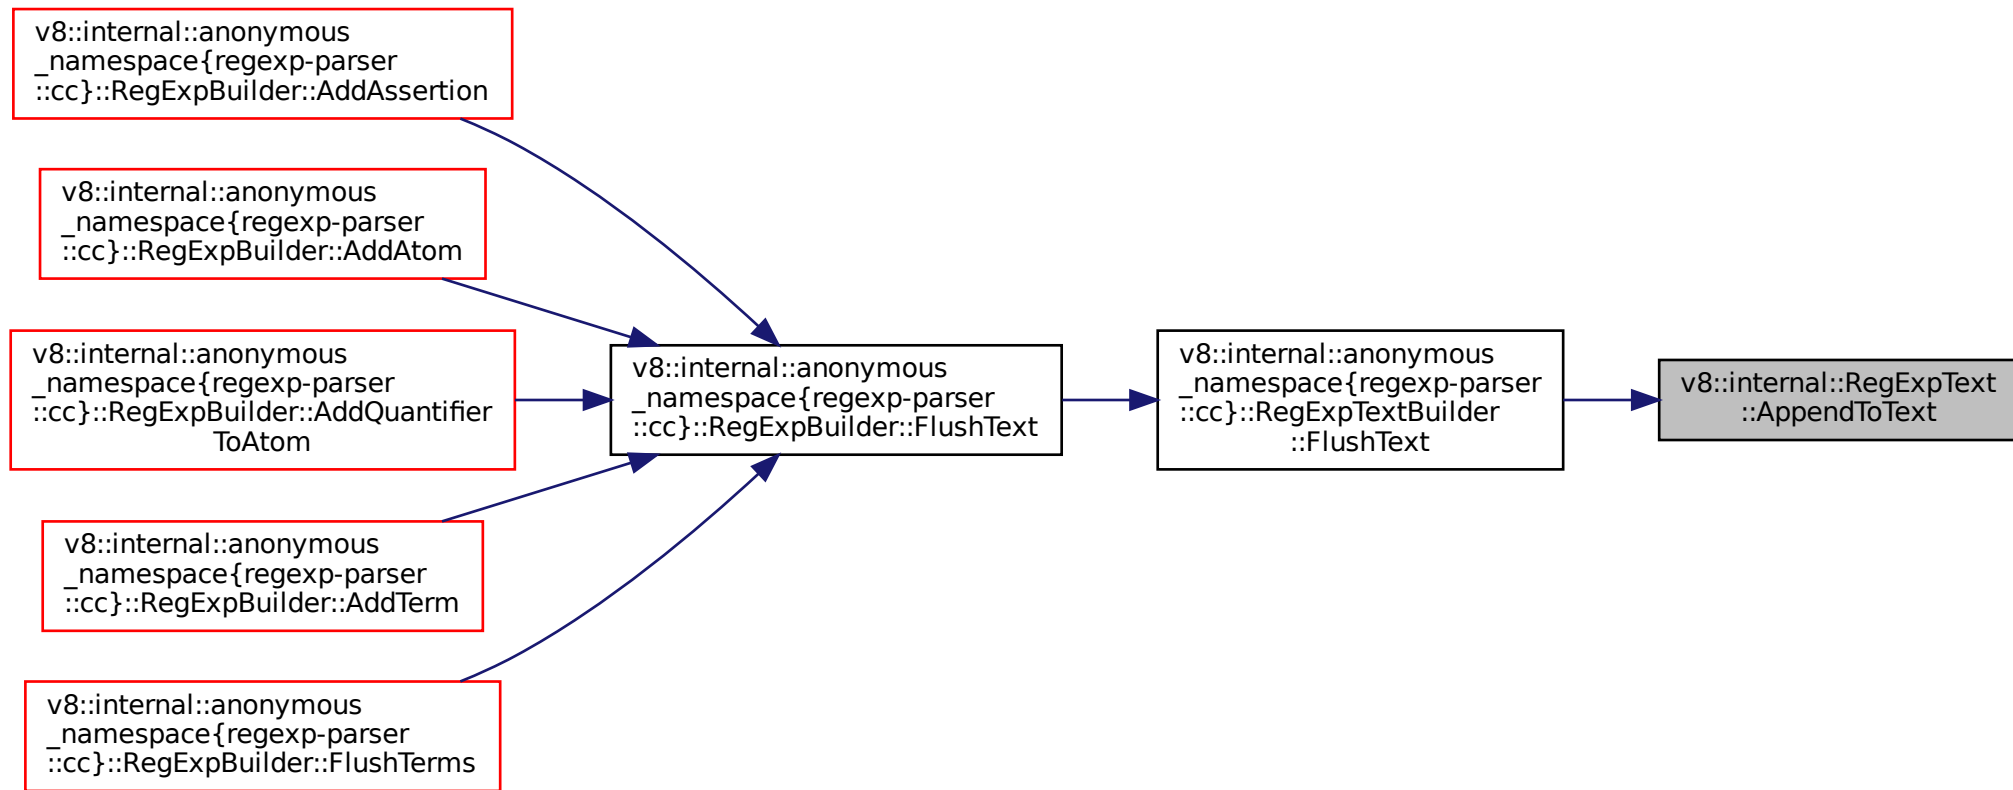 v8::internal::anonymous
_namespace{regexp-parser
::cc}::RegExpBuilder::AddAssertion
v8::internal::anonymous
_namespace{regexp-parser
::cc}::RegExpBuilder::AddAtom
v8::internal::anonymous
_namespace{regexp-parser
::cc}::RegExpBuilder::AddQuantifier
ToAtom
v8::internal::anonymous
_namespace{regexp-parser
::cc}::RegExpBuilder::AddTerm
v8::internal::anonymous
_namespace{regexp-parser
::cc}::RegExpBuilder::FlushTerms
v8::internal::anonymous
_namespace{regexp-parser
::cc}::RegExpBuilder::FlushText
v8::internal::anonymous
_namespace{regexp-parser
::cc}::RegExpTextBuilder
::FlushText
v8::internal::RegExpText
::AppendToText